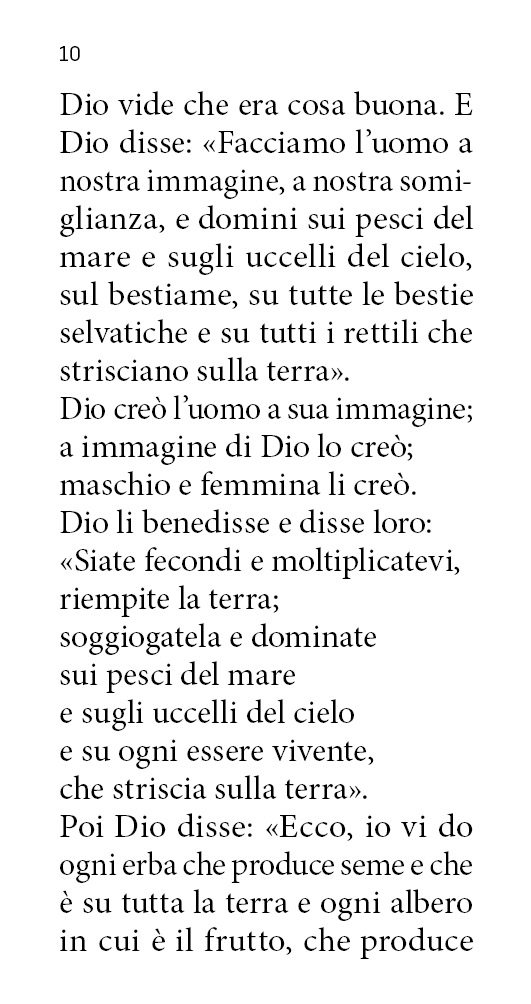 10
Dio vide che era cosa buona. E
Dio disse: «Facciamo l’uomo a
nostra immagine, a nostra somi-
glianza, e domini sui pesci del
mare e sugli uccelli del cielo,
sul bestiame, su tutte le bestie
selvatiche e su tutti i rettili che
strisciano sulla terra».
Dio creò l’uomo a sua immagine;
a immagine di Dio lo creò;
maschio e femmina li creò.
Dio li benedisse e disse loro:
«Siate fecondi e moltiplicatevi,
riempite la terra;
soggiogatela e dominate
sui pesci del mare
e sugli uccelli del cielo
e su ogni essere vivente,
che striscia sulla terra».
Poi Dio disse: «Ecco, io vi do
ogni erba che produce seme e che
è su tutta la terra e ogni albero
in cui è il frutto, che produce